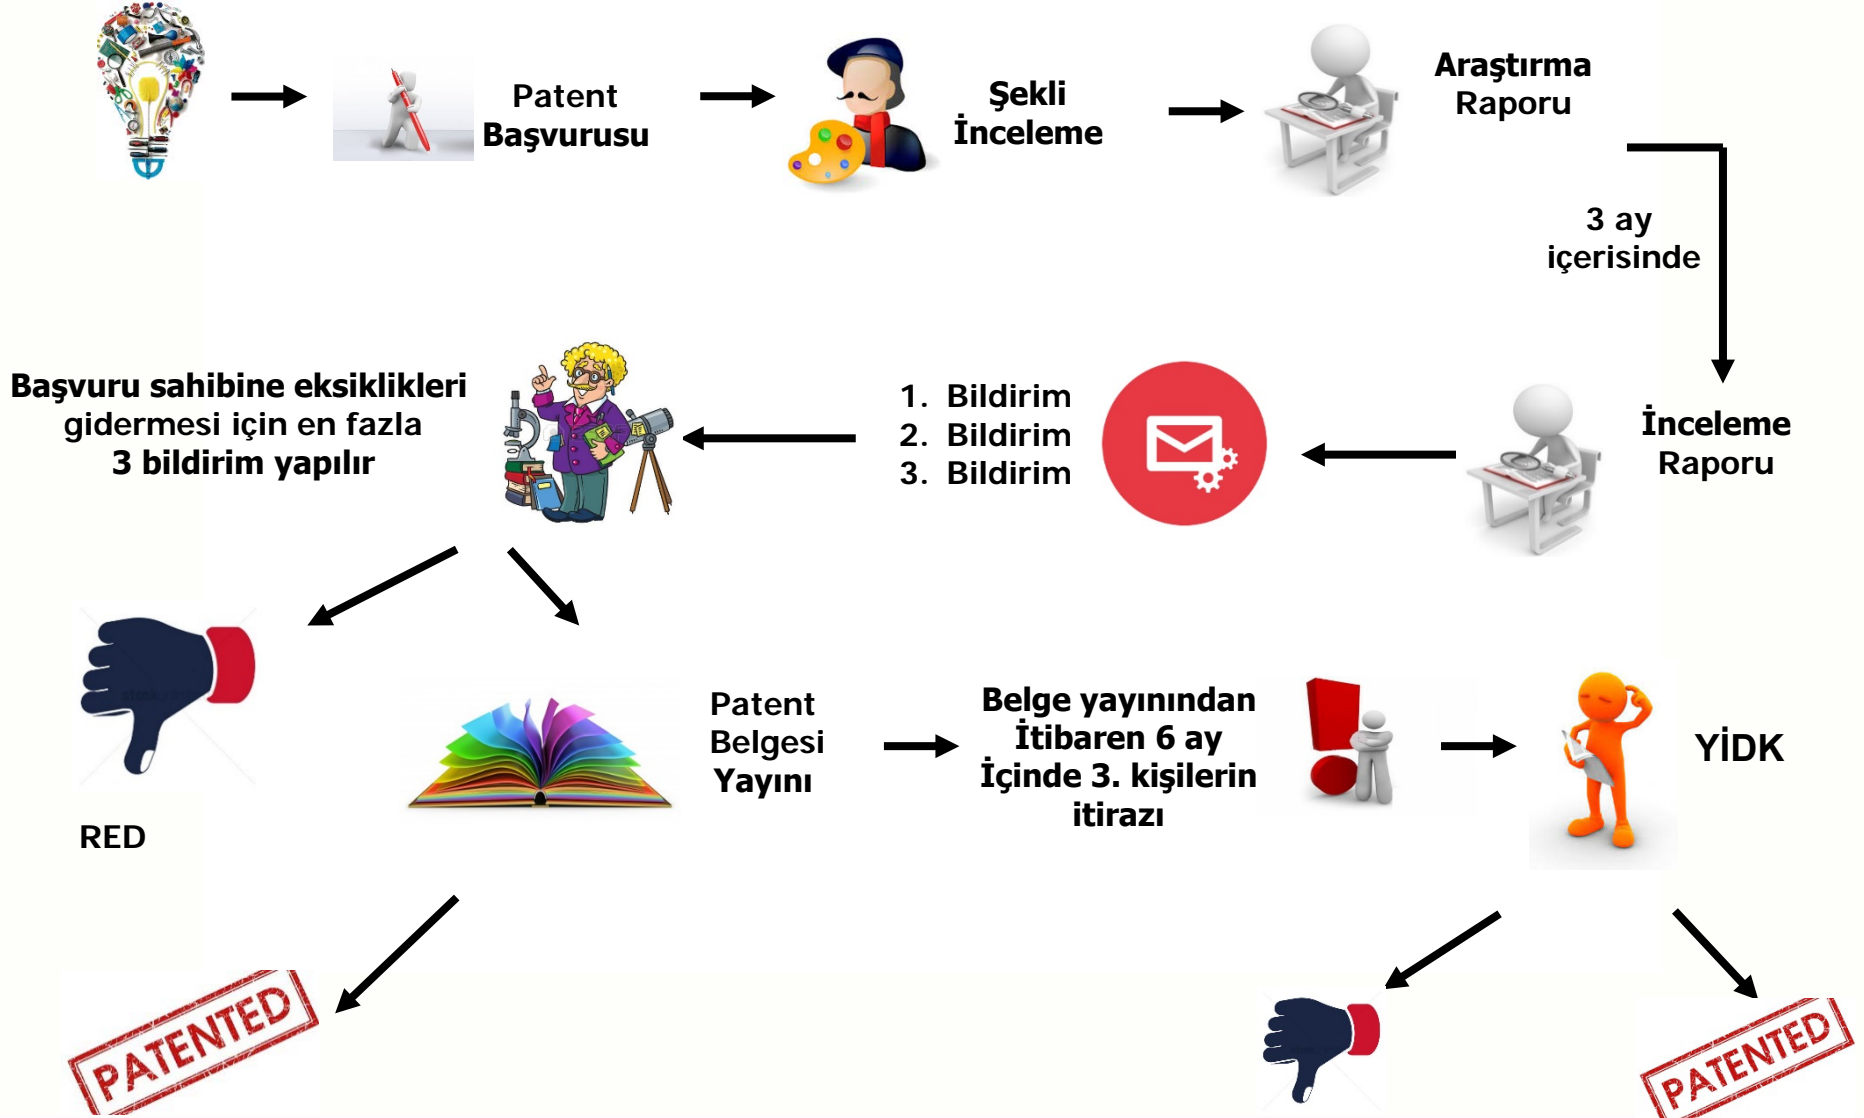 Patent
Başvurusu
Şekli
İnceleme
Araştırma
Raporu
3 ay
içerisinde
Başvuru sahibine eksiklikleri
gidermesi için en fazla
3 bildirim yapılır
1. Bildirim
2. Bildirim
3. Bildirim
İnceleme
Raporu
RED
Patent
Belgesi
Yayını
Belge yayınından
İtibaren 6 ay
İçinde 3. kişilerin
itirazı
YİDK
PATENTED
PATENTED